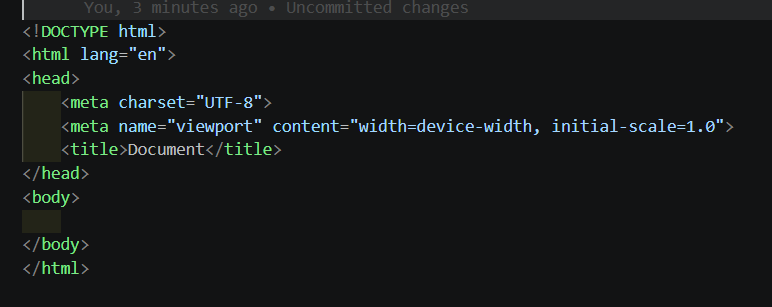 You, 3 minutes ago • Uncommitted changes
<!DOCTYPE html>
<html lang="en">
<head>
    <meta charset="UTF-8">
    <meta name="viewport" content="width=device-width, initial-scale=1.0">
    <title>Document</title>
</head>
<body>
</body>
</html>